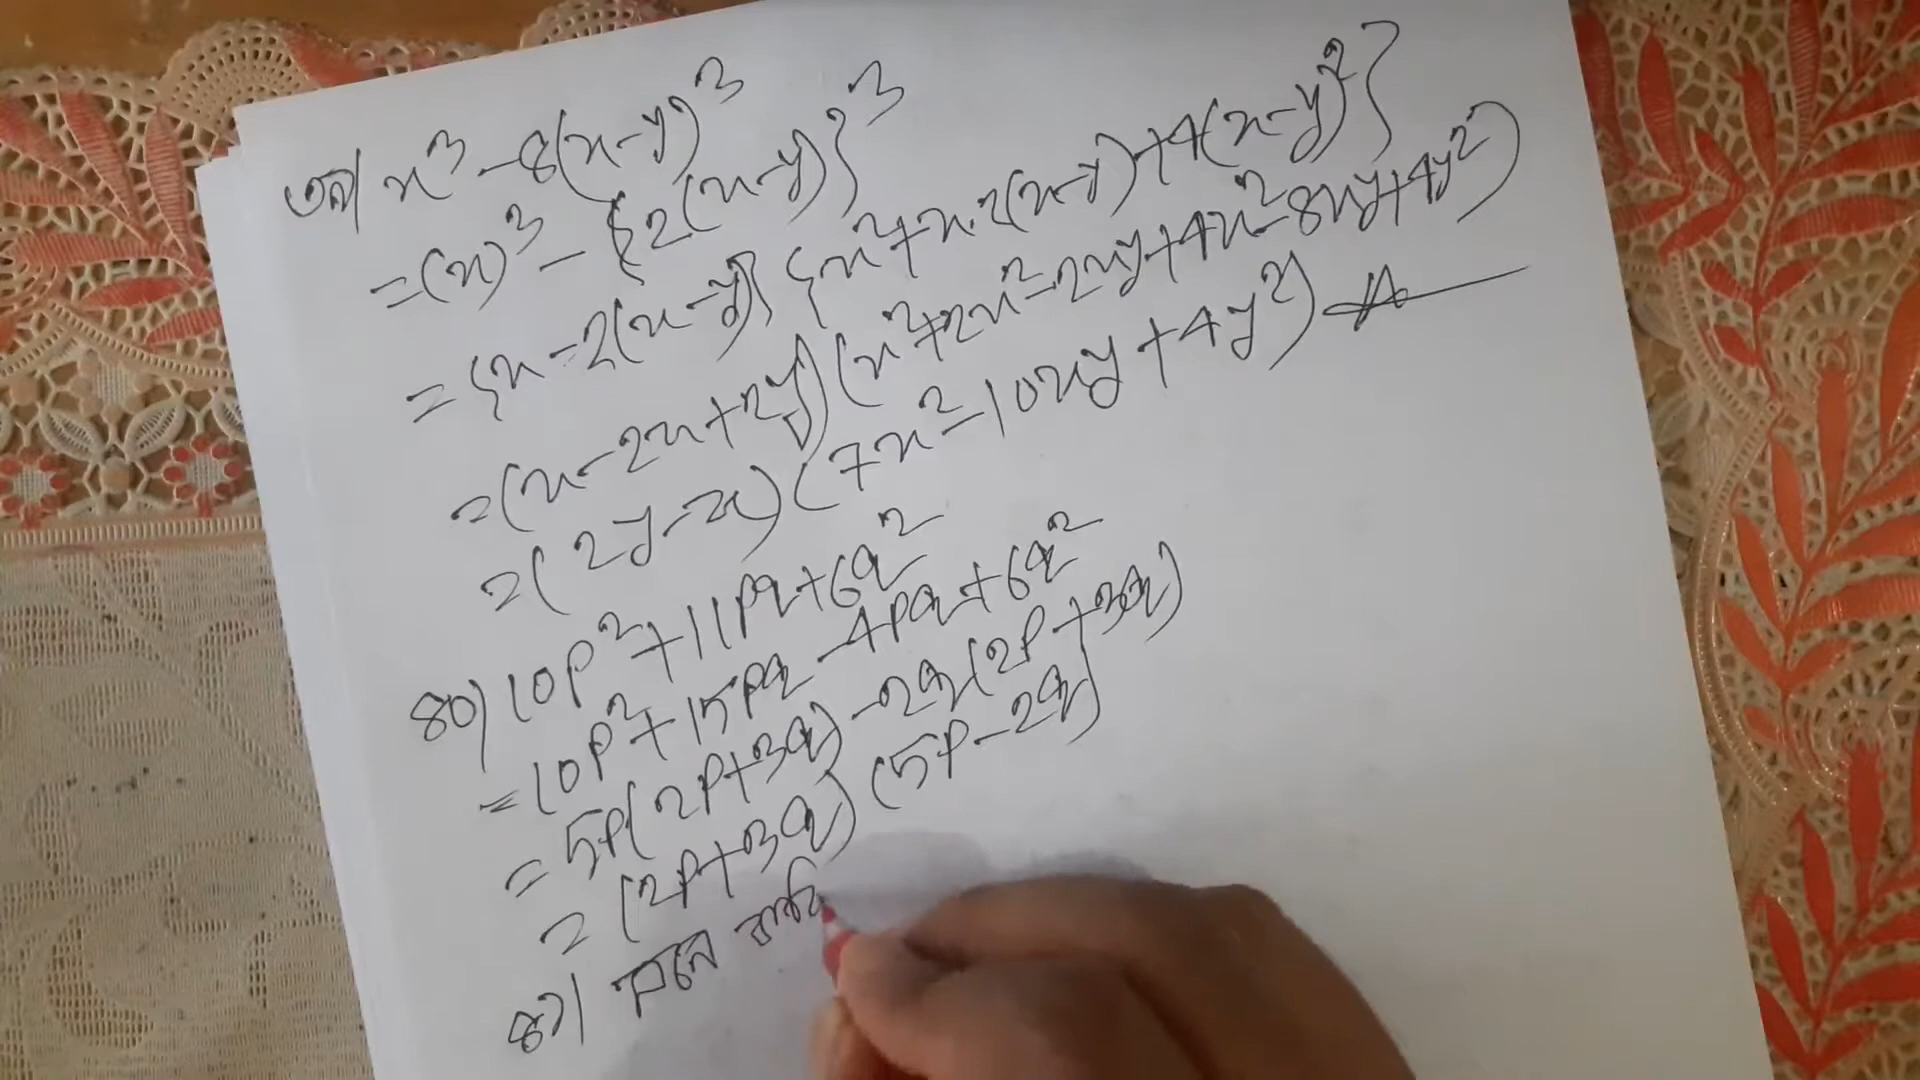 ৩৯| x³ - 8(x-y)³
= (x)³ - {2(x-y)}³
= {x - 2(x-y)} {x² + x.2(x-y) + 4(x-y)²}
= (x - 2x + 2y) (x² + 2x² - 2xy + 4x² - 8xy + 4y²)
= (2y - x) (7x² - 10xy + 4y²)
৪০) 10p² + 11pq + 6q²
= 10p² + 15pq - 4pq + 6q²
= 5p(2p + 3q) - 2q(2p + 3q)
= (2p + 3q) (5p - 2q)
৪১| মনে